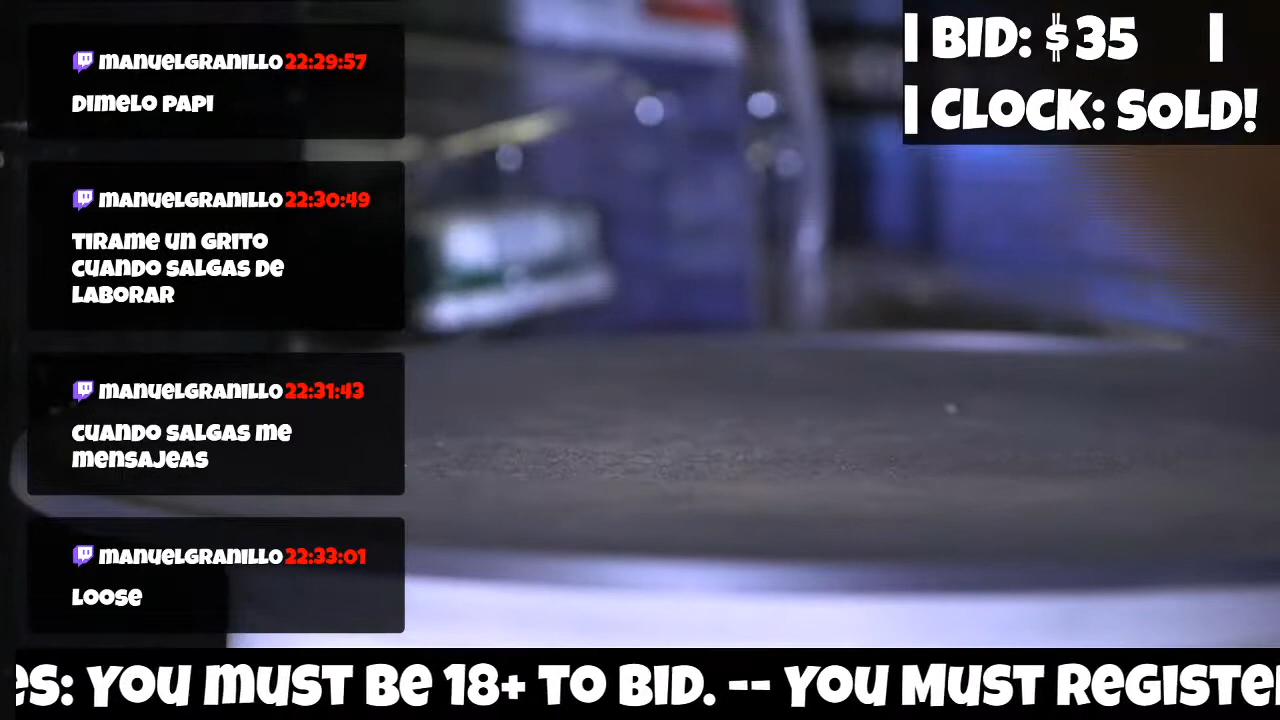 manuelgranillo 22:29:57
Dimelo papi
manuelgranillo 22:30:49
Tirame un grito
cuando salgas de
laborar
manuelgranillo 22:31:43
Cuando salgas me
mensajeas
manuelgranillo 22:33:01
Loose
| BID: $35 |
| CLOCK: SOLD!
es: You must be 18+ to bid. -- You Must Registe